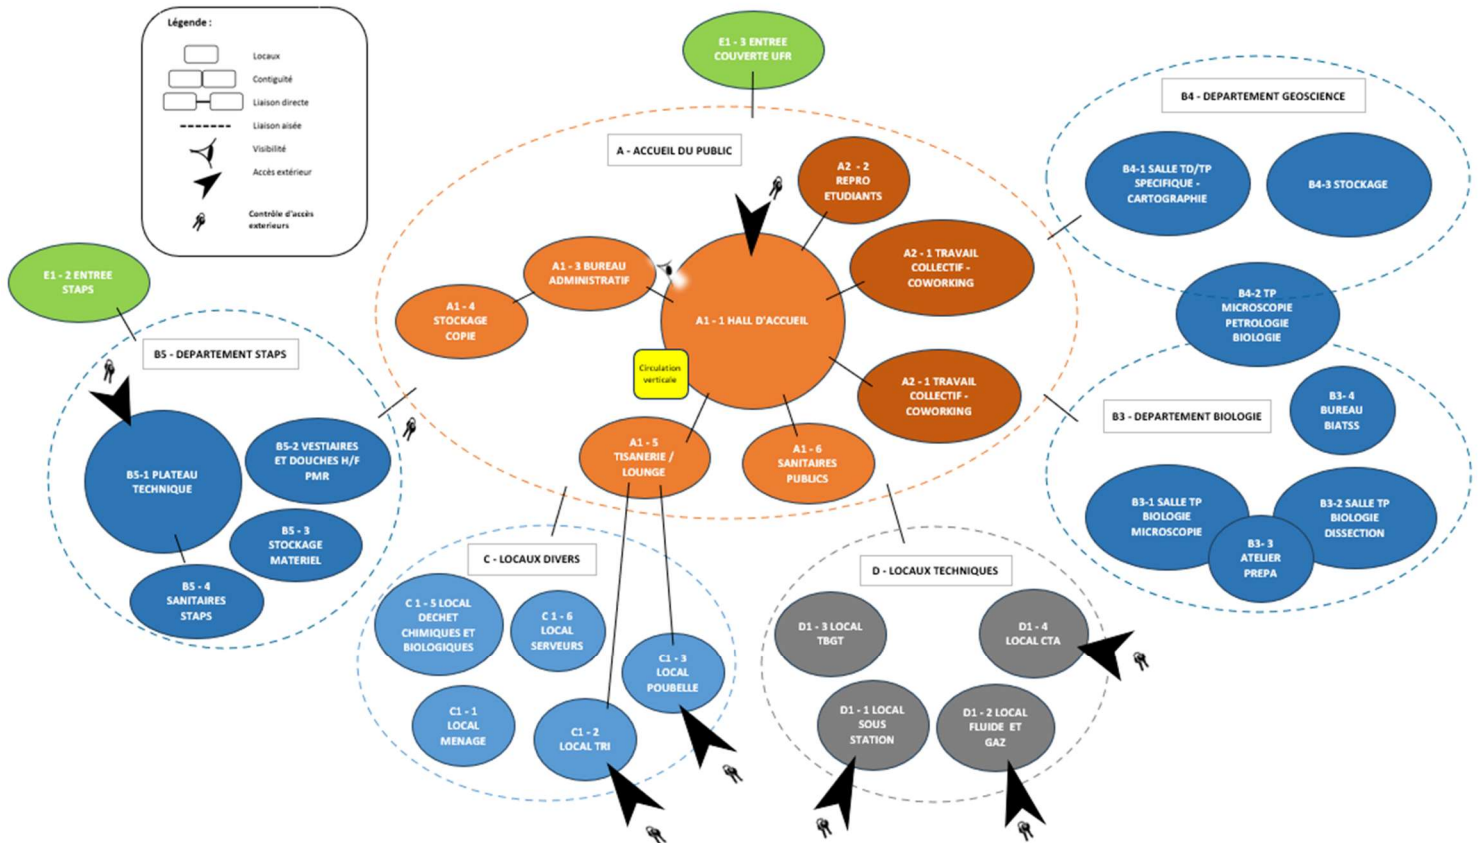 Légende :
Locaux
Contiguité
Liaison directe
Liaison aisée
Visibilité
Accès extérieur
Contrôle d'accès
exterieurs
E1 - 3 ENTREE
COUVERTE UFR
A - ACCUEIL DU PUBLIC
A2 - 2
REPRO
ETUDIANTS
A2 - 1 TRAVAIL
COLLECTIF -
COWORKING
A1 - 3 BUREAU
ADMINISTRATIF
A1 - 4
STOCKAGE
COPIE
A1 - 1 HALL D'ACCUEIL
Circulation
verticale
A2 - 1 TRAVAIL
COLLECTIF -
COWORKING
A1 - 5
TISANERIE /
LOUNGE
A1 - 6
SANITAIRES
PUBLICS
B4 - DEPARTEMENT GEOSCIENCE
B4-1 SALLE TD/TP
SPECIFIQUE -
CARTOGRAPHIE
B4-3 STOCKAGE
B4-2 TP
MICROSCOPIE
PETROLOGIE
BIOLOGIE
B3 - DEPARTEMENT BIOLOGIE
B3- 4
BUREAU
BIATSS
B3-1 SALLE TP
BIOLOGIE
MICROSCOPIE
B3-2 SALLE TP
BIOLOGIE
DISSECTION
B3- 3
ATELIER
PREPA
E1 - 2 ENTREE
STAPS
B5 - DEPARTEMENT STAPS
B5-1 PLATEAU
TECHNIQUE
B5-2 VESTIAIRES
ET DOUCHES H/F
PMR
B5 - 3
STOCKAGE
MATERIEL
B5 - 4
SANITAIRES
STAPS
C - LOCAUX DIVERS
C 1 - 5 LOCAL
DECHET
CHIMIQUES ET
BIOLOGIQUES
C 1 - 6
LOCAL
SERVEURS
C1 - 3
LOCAL
POUBELLE
C1 - 1
LOCAL
MENAGE
C1 - 2
LOCAL TRI
D - LOCAUX TECHNIQUES
D1 - 3 LOCAL
TBGT
D1 - 4
LOCAL CTA
D1 - 1 LOCAL
SOUS
STATION
D1 - 2 LOCAL
FLUIDE ET
GAZ